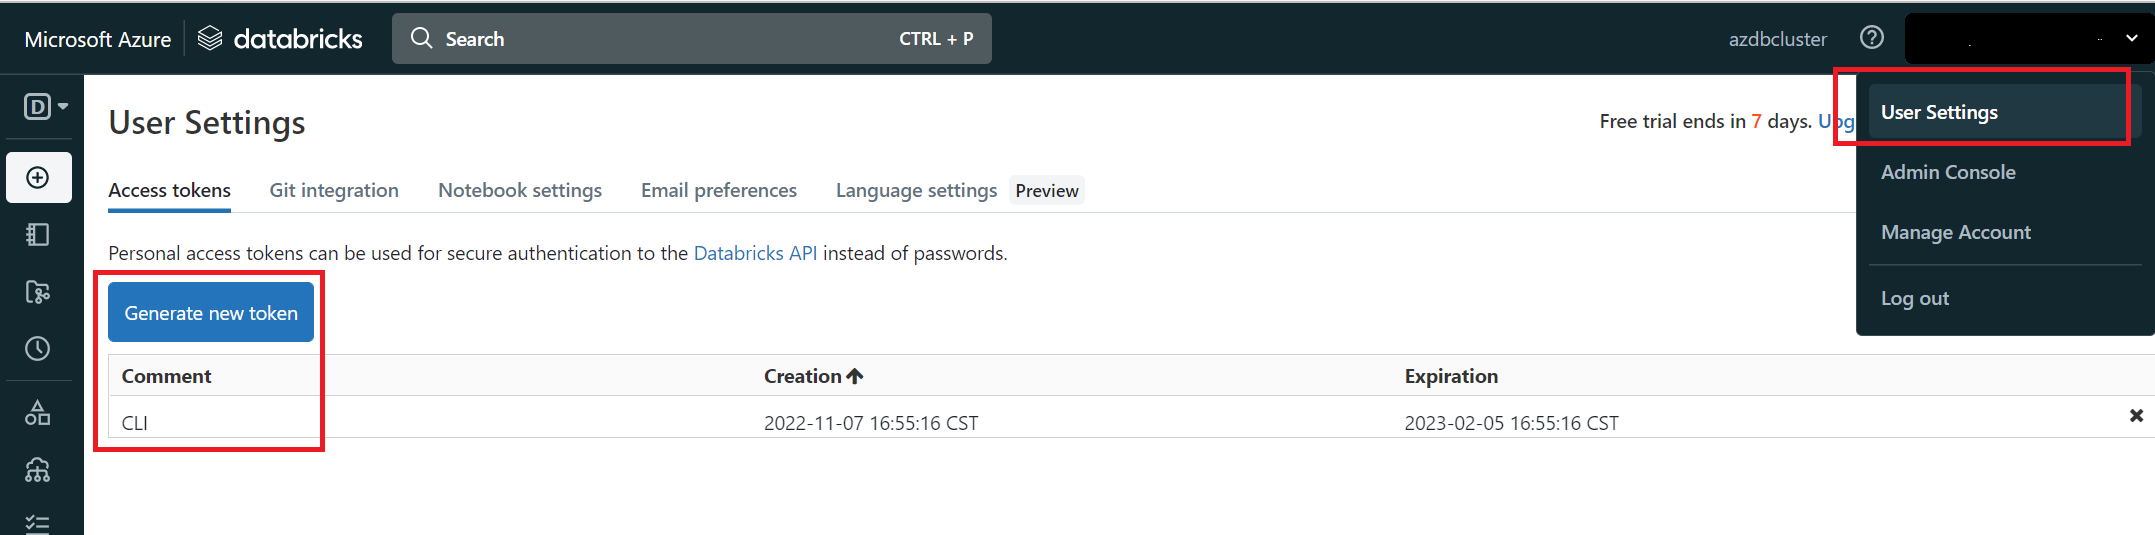 Microsoft Azure databricks Search CTRL + P azdbcluster
D
User Settings
Free trial ends in 7 days. Upg
User Settings
Admin Console
Manage Account
Log out
Access tokens Git integration Notebook settings Email preferences Language settings Preview
Personal access tokens can be used for secure authentication to the Databricks API instead of passwords.
Generate new token
Comment Creation Expiration
CLI 2022-11-07 16:55:16 CST 2023-02-05 16:55:16 CST